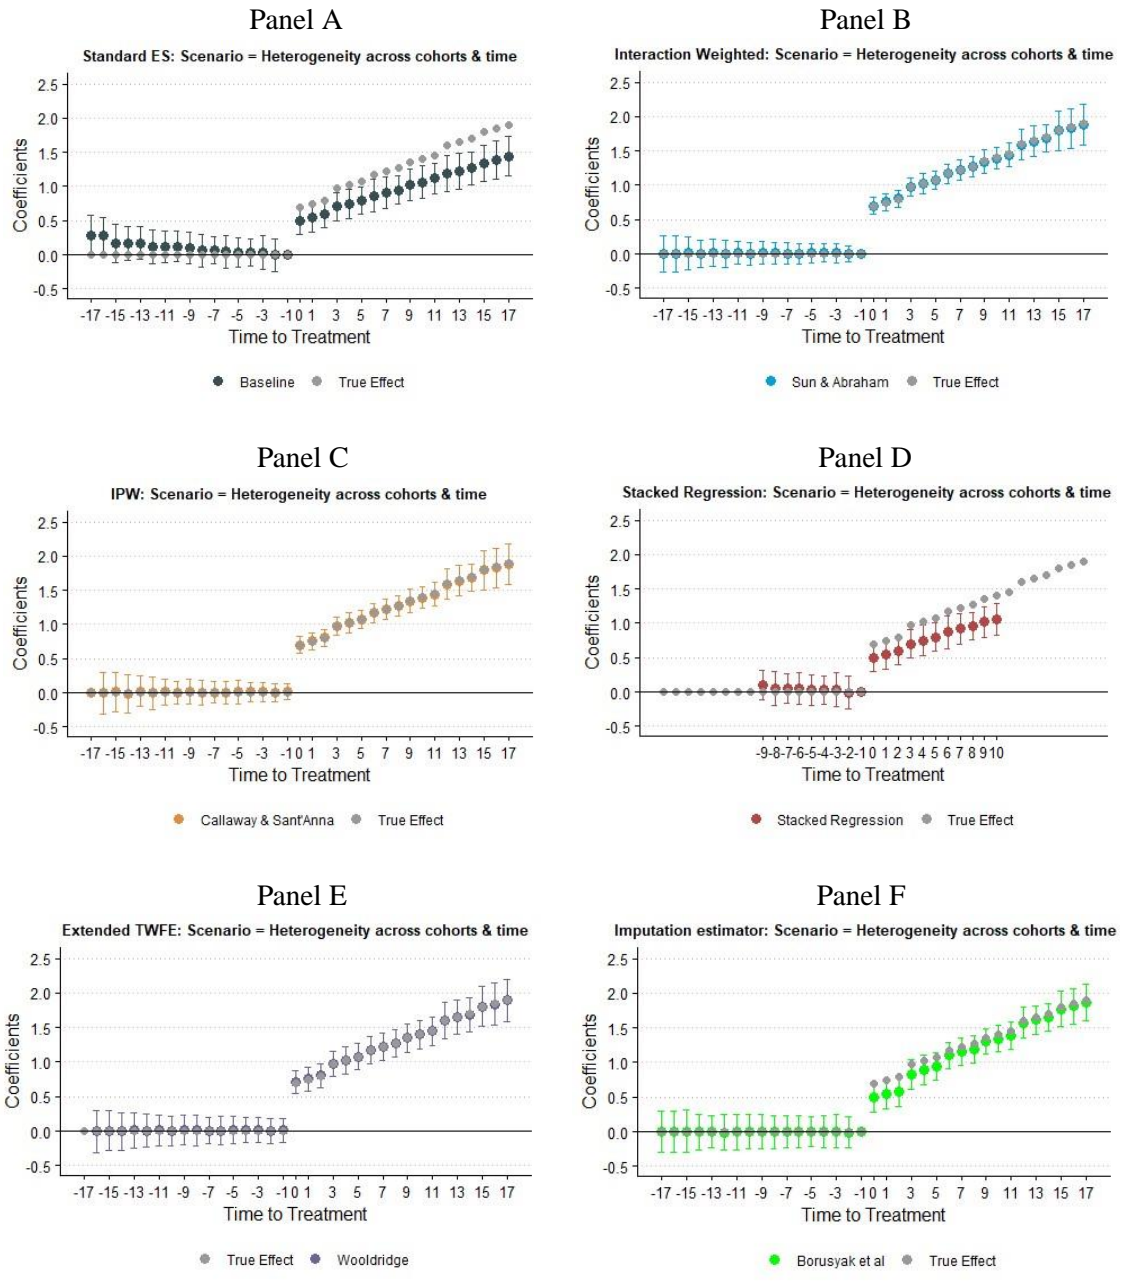 Panel A
Standard ES: Scenario = Heterogeneity across cohorts & time
2.5
2.0
1.5
1.0
0.5
0.0
-0.5
Coefficients
-17 -15 -13 -11 -9 -7 -5 -3 -1 0 1 3 5 7 9 11 13 15 17
Time to Treatment
Baseline True Effect
Panel B
Interaction Weighted: Scenario = Heterogeneity across cohorts & time
2.5
2.0
1.5
1.0
0.5
0.0
-0.5
Coefficients
-17 -15 -13 -11 -9 -7 -5 -3 -1 0 1 3 5 7 9 11 13 15 17
Time to Treatment
Sun & Abraham True Effect
Panel C
IPW: Scenario = Heterogeneity across cohorts & time
2.5
2.0
1.5
1.0
0.5
0.0
-0.5
Coefficients
-17 -15 -13 -11 -9 -7 -5 -3 -1 0 1 3 5 7 9 11 13 15 17
Time to Treatment
Callaway & Sant'Anna True Effect
Panel D
Stacked Regression: Scenario = Heterogeneity across cohorts & time
2.5
2.0
1.5
1.0
0.5
0.0
-0.5
Coefficients
-9 -8 -7 -6 -5 -4 -3 -2 -1 0 1 2 3 4 5 6 7 8 9 10
Time to Treatment
Stacked Regression True Effect
Panel E
Extended TWFE: Scenario = Heterogeneity across cohorts & time
2.5
2.0
1.5
1.0
0.5
0.0
-0.5
Coefficients
-17 -15 -13 -11 -9 -7 -5 -3 -1 0 1 3 5 7 9 11 13 15 17
Time to Treatment
True Effect Wooldridge
Panel F
Imputation estimator: Scenario = Heterogeneity across cohorts & time
2.5
2.0
1.5
1.0
0.5
0.0
-0.5
Coefficients
-17 -15 -13 -11 -9 -7 -5 -3 -1 0 1 3 5 7 9 11 13 15 17
Time to Treatment
Borusyak et al True Effect